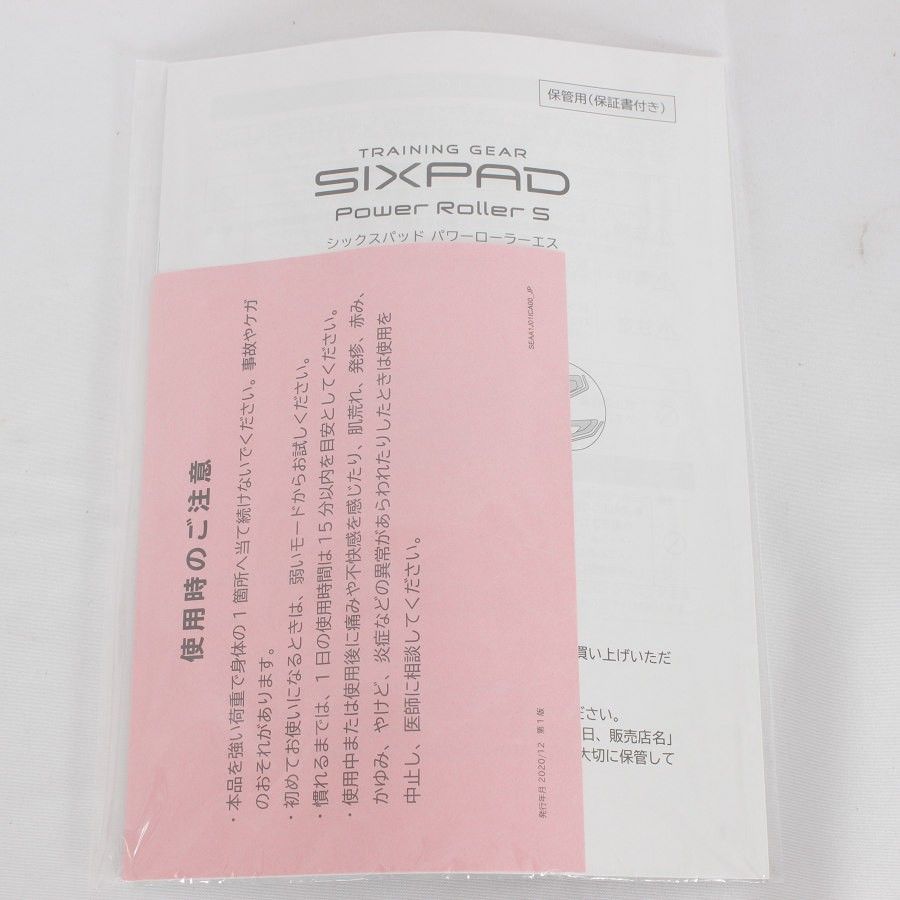 保管用(保証書付き)
TRAINING GEAR
SIXPAD
Power Roller S
シックスパッド パワーローラーエス
使用時のご注意
・本品を強い荷重で身体の1箇所へ当て続けないでください。事故やケガ
のおそれがあります。
・初めてお使いになるときは、弱いモードからお試しください。
・慣れるまでは、1日の使用時間は15分以内を目安としてください。
・使用中または使用後に痛みや不快感を感じたり、肌荒れ、発疹、赤み、
かゆみ、やけど、炎症などの異常があらわれたりしたときは使用を
中止し、医師に相談してください。
発行年月 2020/12 第1版
SEAA1J01ICA00_JP
買い上げいただ
ださい。
日、販売店名」
大切に保管して